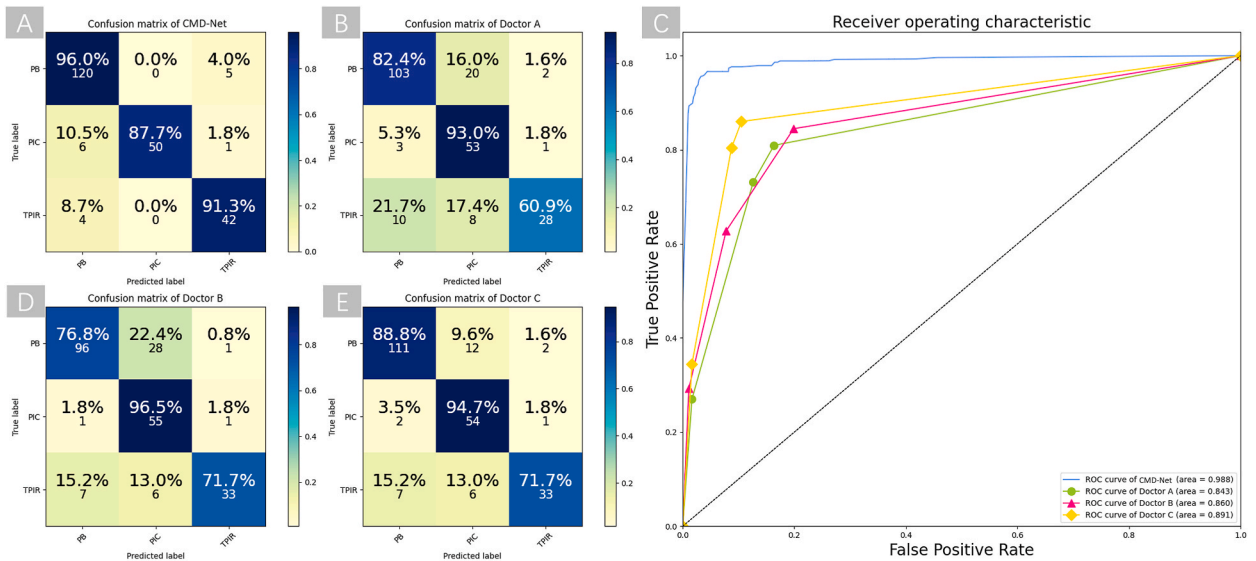 A
Confusion matrix of CMD-Net
True label
PB
96.0%
120
0.0%
0
4.0%
5
PIC
10.5%
6
87.7%
50
1.8%
1
TPIR
8.7%
4
0.0%
0
91.3%
42
PB
PIC
TPIR
Predicted label
0.8
0.6
0.4
0.2
0.0
B
Confusion matrix of Doctor A
True label
PB
82.4%
103
16.0%
20
1.6%
2
PIC
5.3%
3
93.0%
53
1.8%
1
TPIR
21.7%
10
17.4%
8
60.9%
28
PB
PIC
TPIR
Predicted label
0.8
0.6
0.4
0.2
C
Receiver operating characteristic
True Positive Rate
1.0
0.8
0.6
0.4
0.2
0.0
0.0
0.2
0.4
0.6
0.8
1.0
False Positive Rate
ROC curve of CMD-Net (area = 0.988)
ROC curve of Doctor A (area = 0.843)
ROC curve of Doctor B (area = 0.860)
ROC curve of Doctor C (area = 0.891)
D
Confusion matrix of Doctor B
True label
PB
76.8%
96
22.4%
28
0.8%
1
PIC
1.8%
1
96.5%
55
1.8%
1
TPIR
15.2%
7
13.0%
6
71.7%
33
PB
PIC
TPIR
Predicted label
0.8
0.6
0.4
0.2
E
Confusion matrix of Doctor C
True label
PB
88.8%
111
9.6%
12
1.6%
2
PIC
3.5%
2
94.7%
54
1.8%
1
TPIR
15.2%
7
13.0%
6
71.7%
33
PB
PIC
TPIR
Predicted label
0.8
0.6
0.4
0.2